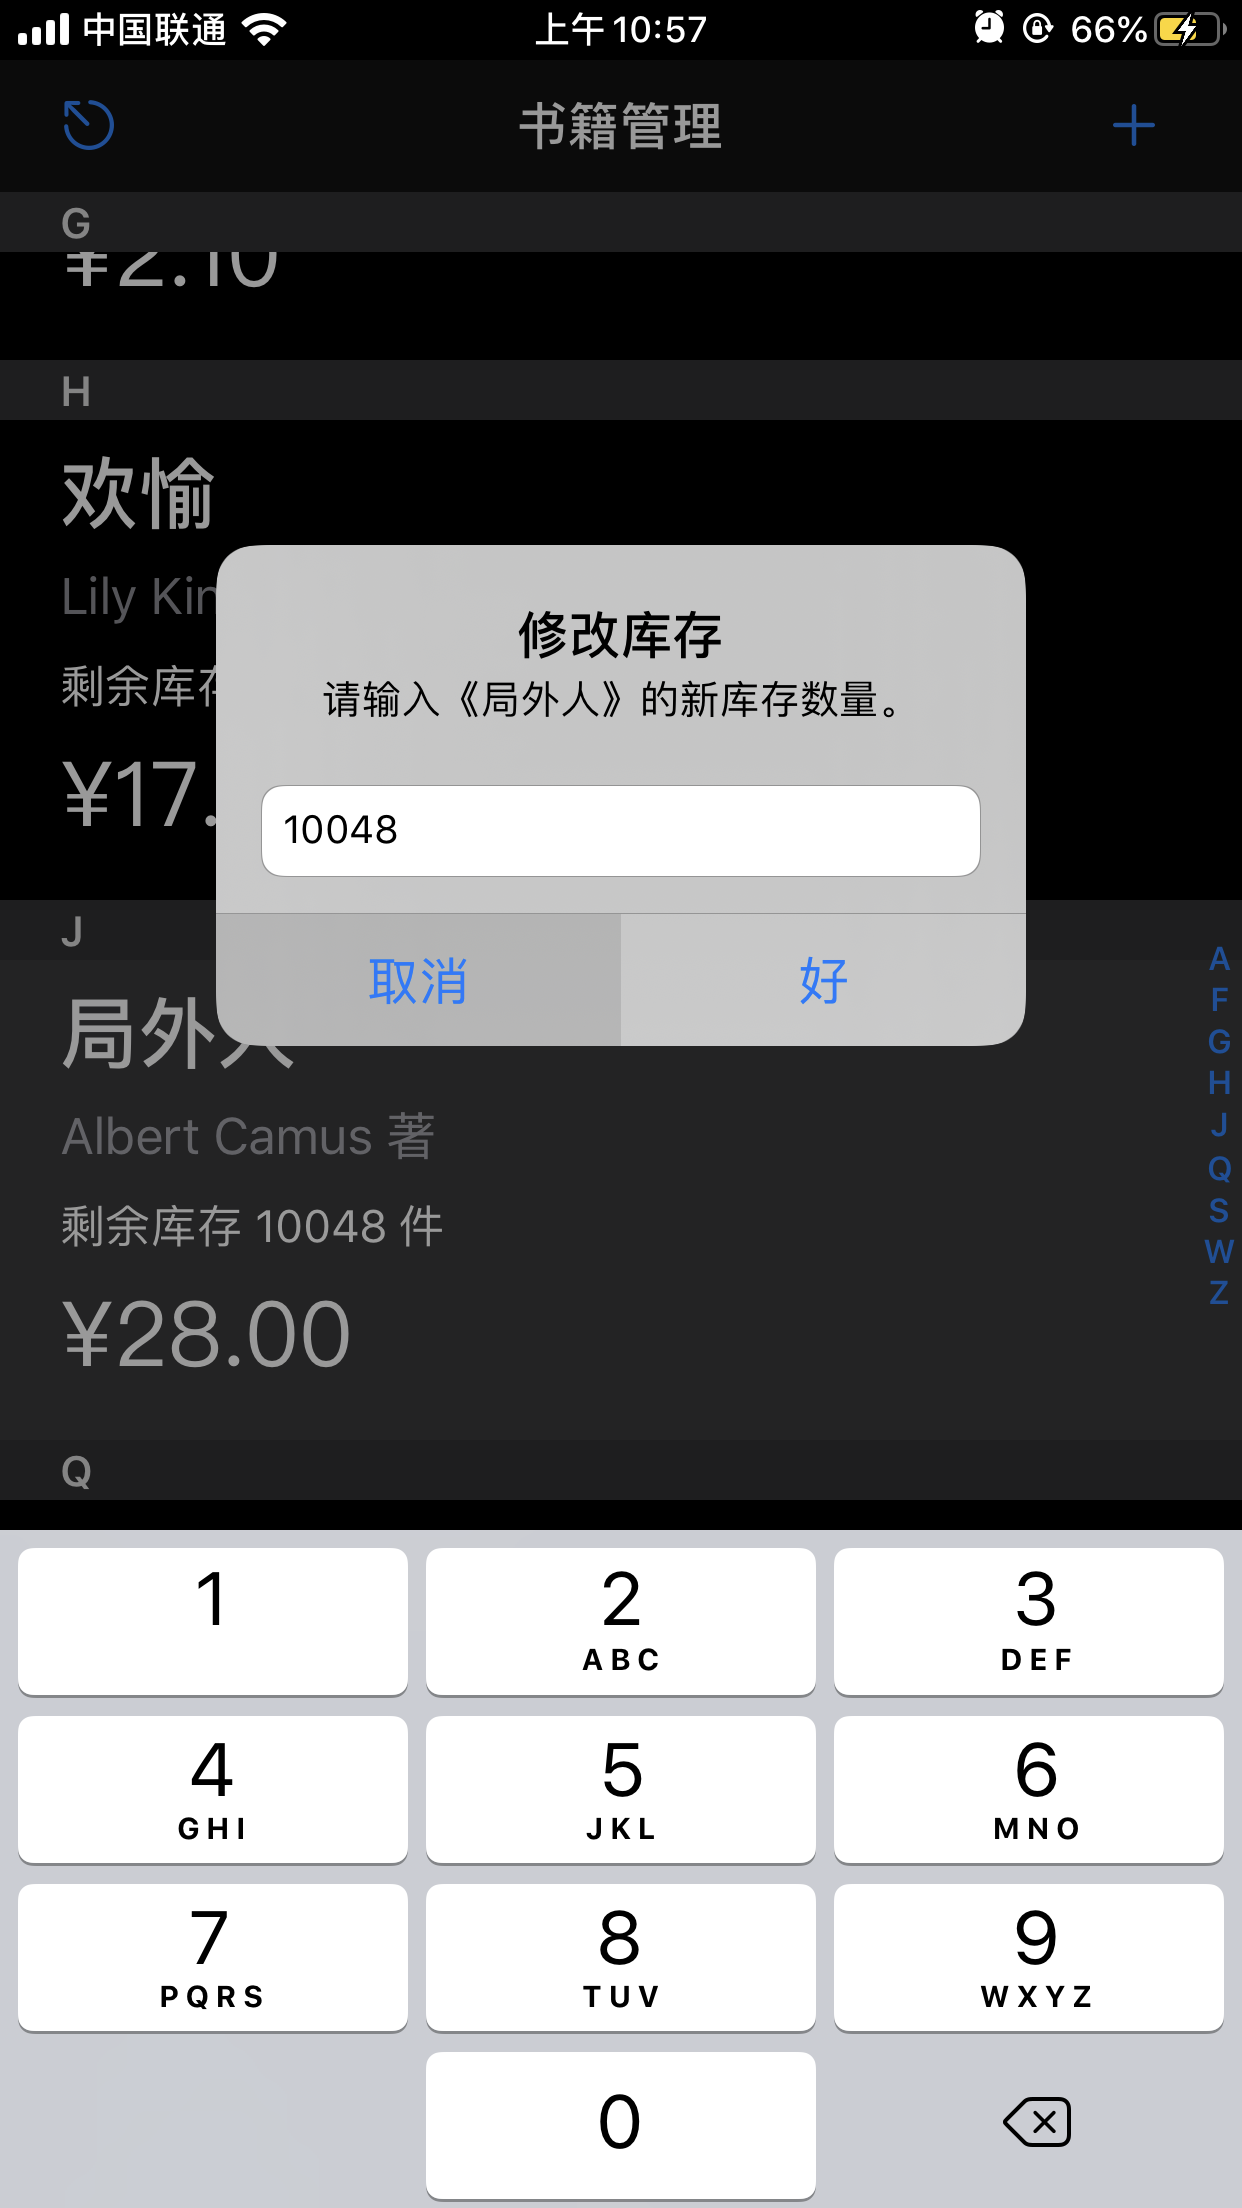 中国联通 上午10:57 66%
书籍管理
G
¥2.10
H
欢愉
Lily Kin
剩余库存
¥17.
修改库存
请输入《局外人》的新库存数量。
10048
取消 好
J
局外人
Albert Camus 著
剩余库存 10048 件
¥28.00
Q
A
F
G
H
J
Q
S
W
Z
1 2 3
ABC DEF
4 5 6
GHI JKL MNO
7 8 9
PQRS TUV WXYZ
0